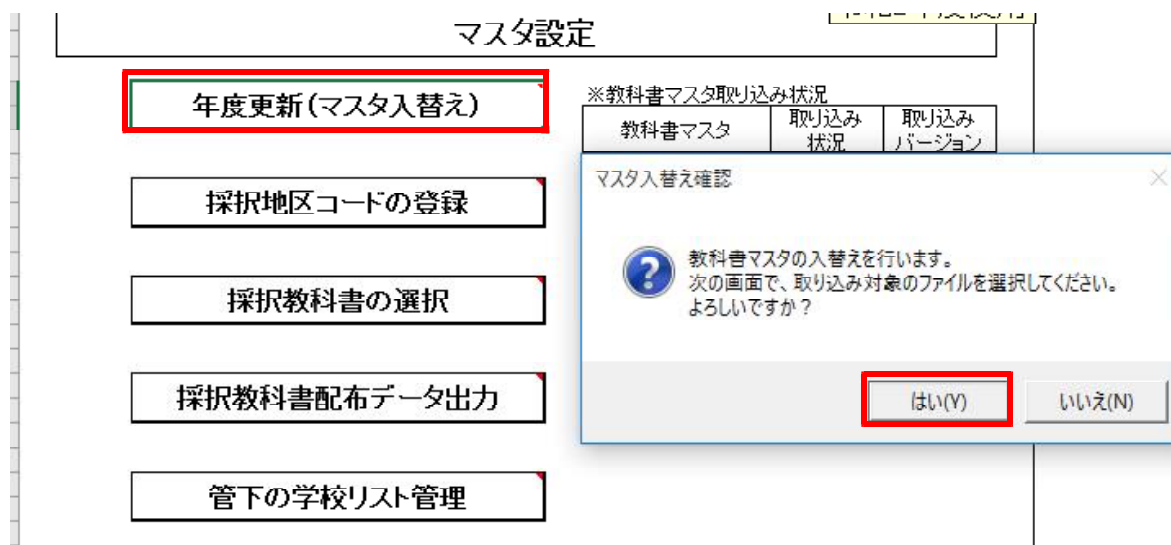 マスタ設定
年度更新(マスタ入替え)
※教科書マスタ取り込み状況
教科書マスタ
取り込み
状況
取り込み
バージョン
採択地区コードの登録
採択教科書の選択
採択教科書配布データ出力
管下の学校リスト管理
マスタ入替え確認
教科書マスタの入替えを行います。
次の画面で、取り込み対象のファイルを選択してください。
よろしいですか？
はい(Y)
いいえ(N)